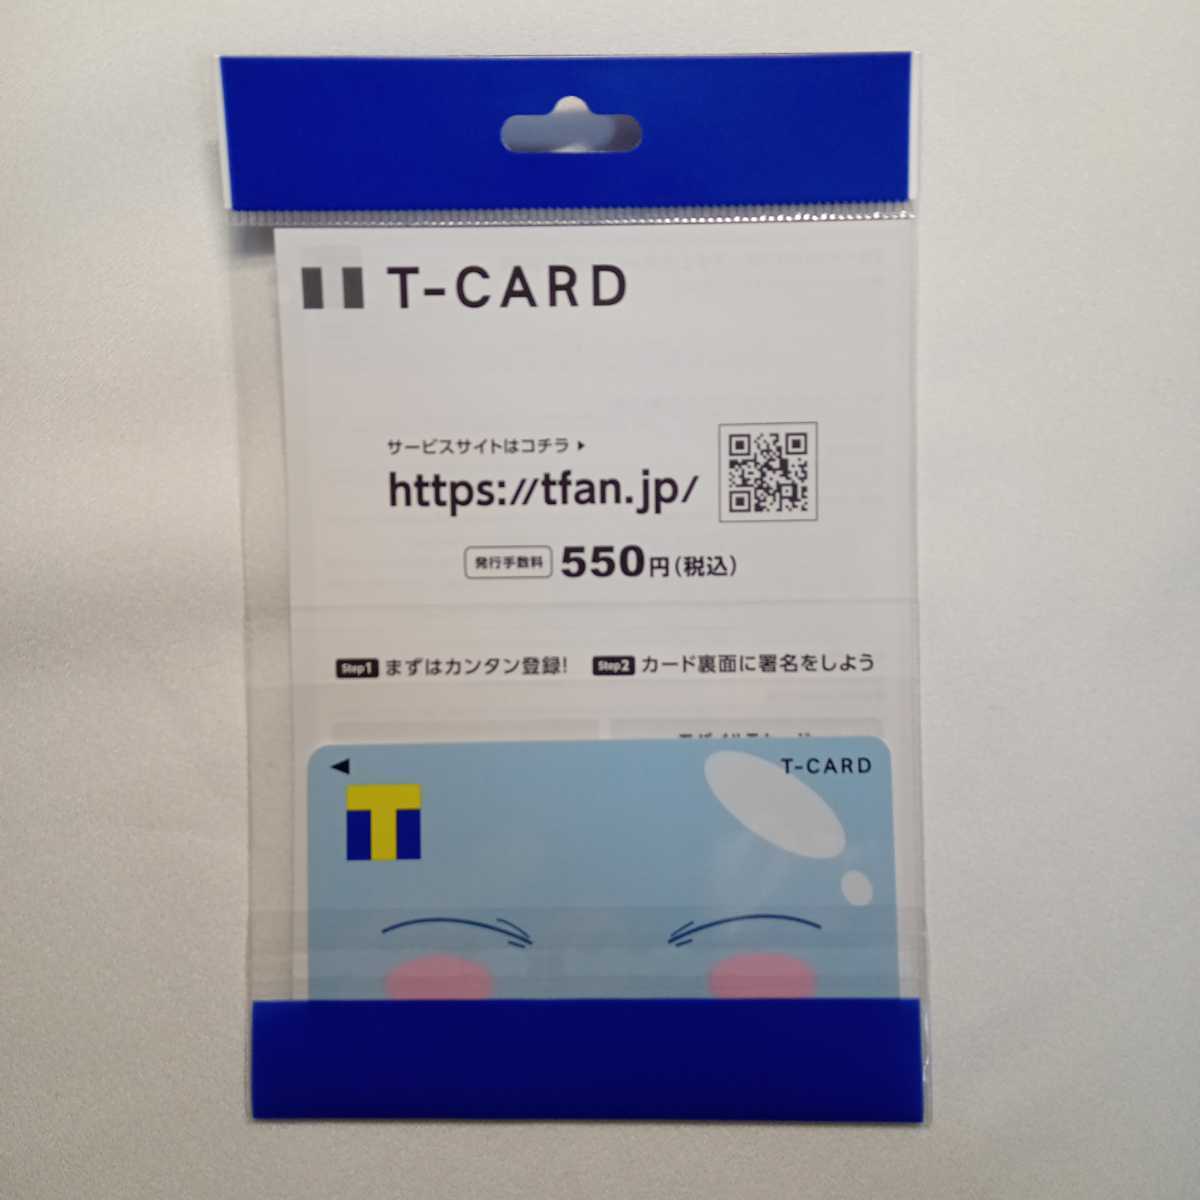 T-CARD
サービスサイトはコチラ▶
https://tfan.jp/
発行手数料 550円(税込)
Step1 まずはカンタン登録! Step2 カード裏面に署名をしよう
T-CARD
T